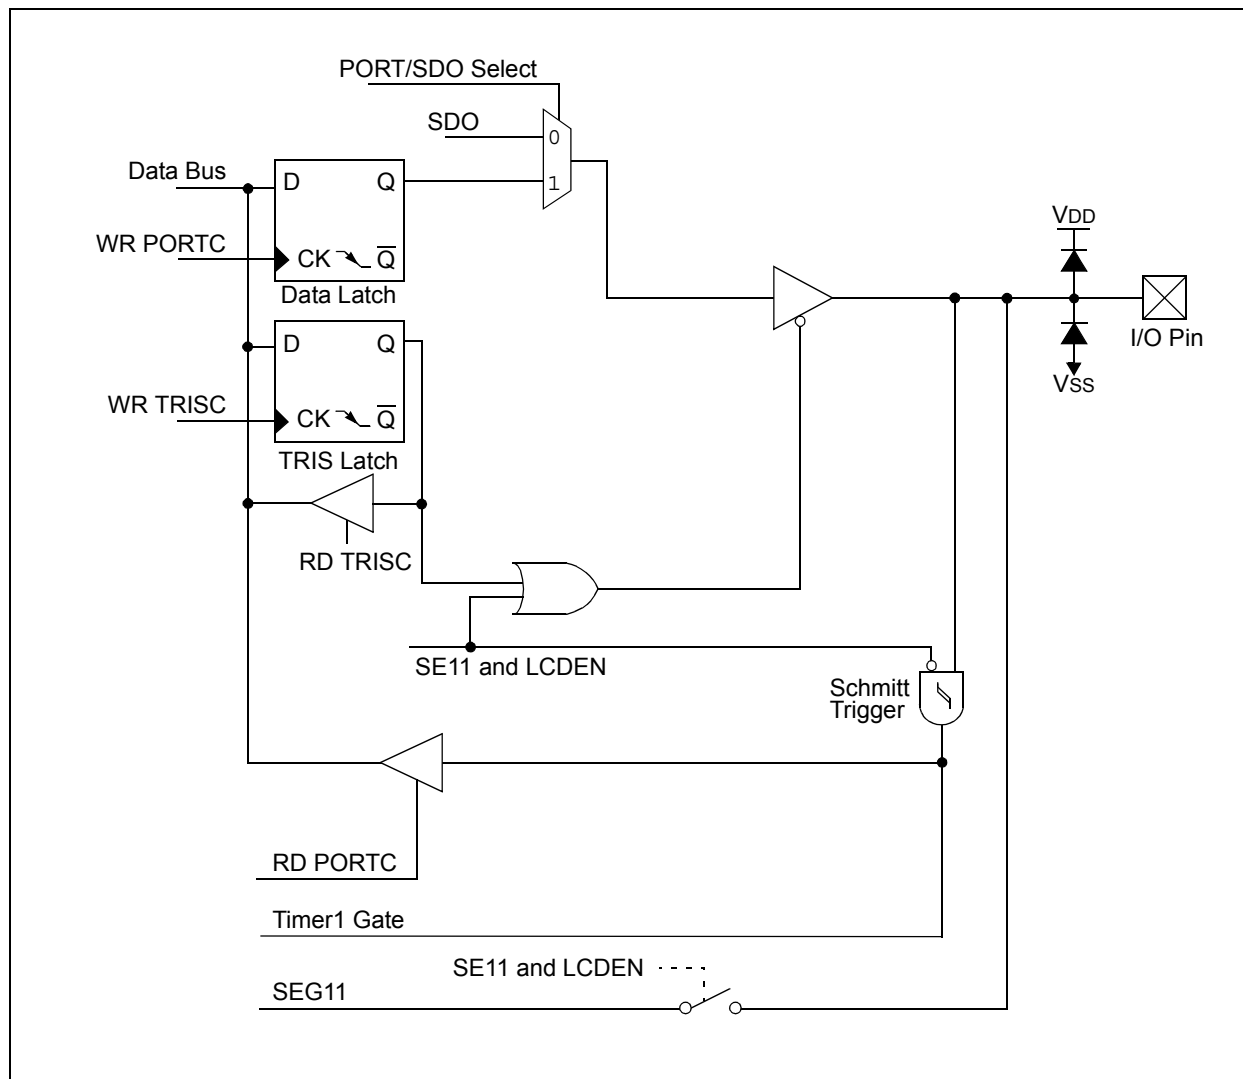 PORT/SDO Select
SDO
0
Data Bus
D Q
1
WR PORTC
CK Q̅
Data Latch
VDD
I/O Pin
VSS
D Q
WR TRISC
CK Q̅
TRIS Latch
RD TRISC
SE11 and LCDEN
Schmitt
Trigger
RD PORTC
Timer1 Gate
SE11 and LCDEN
SEG11